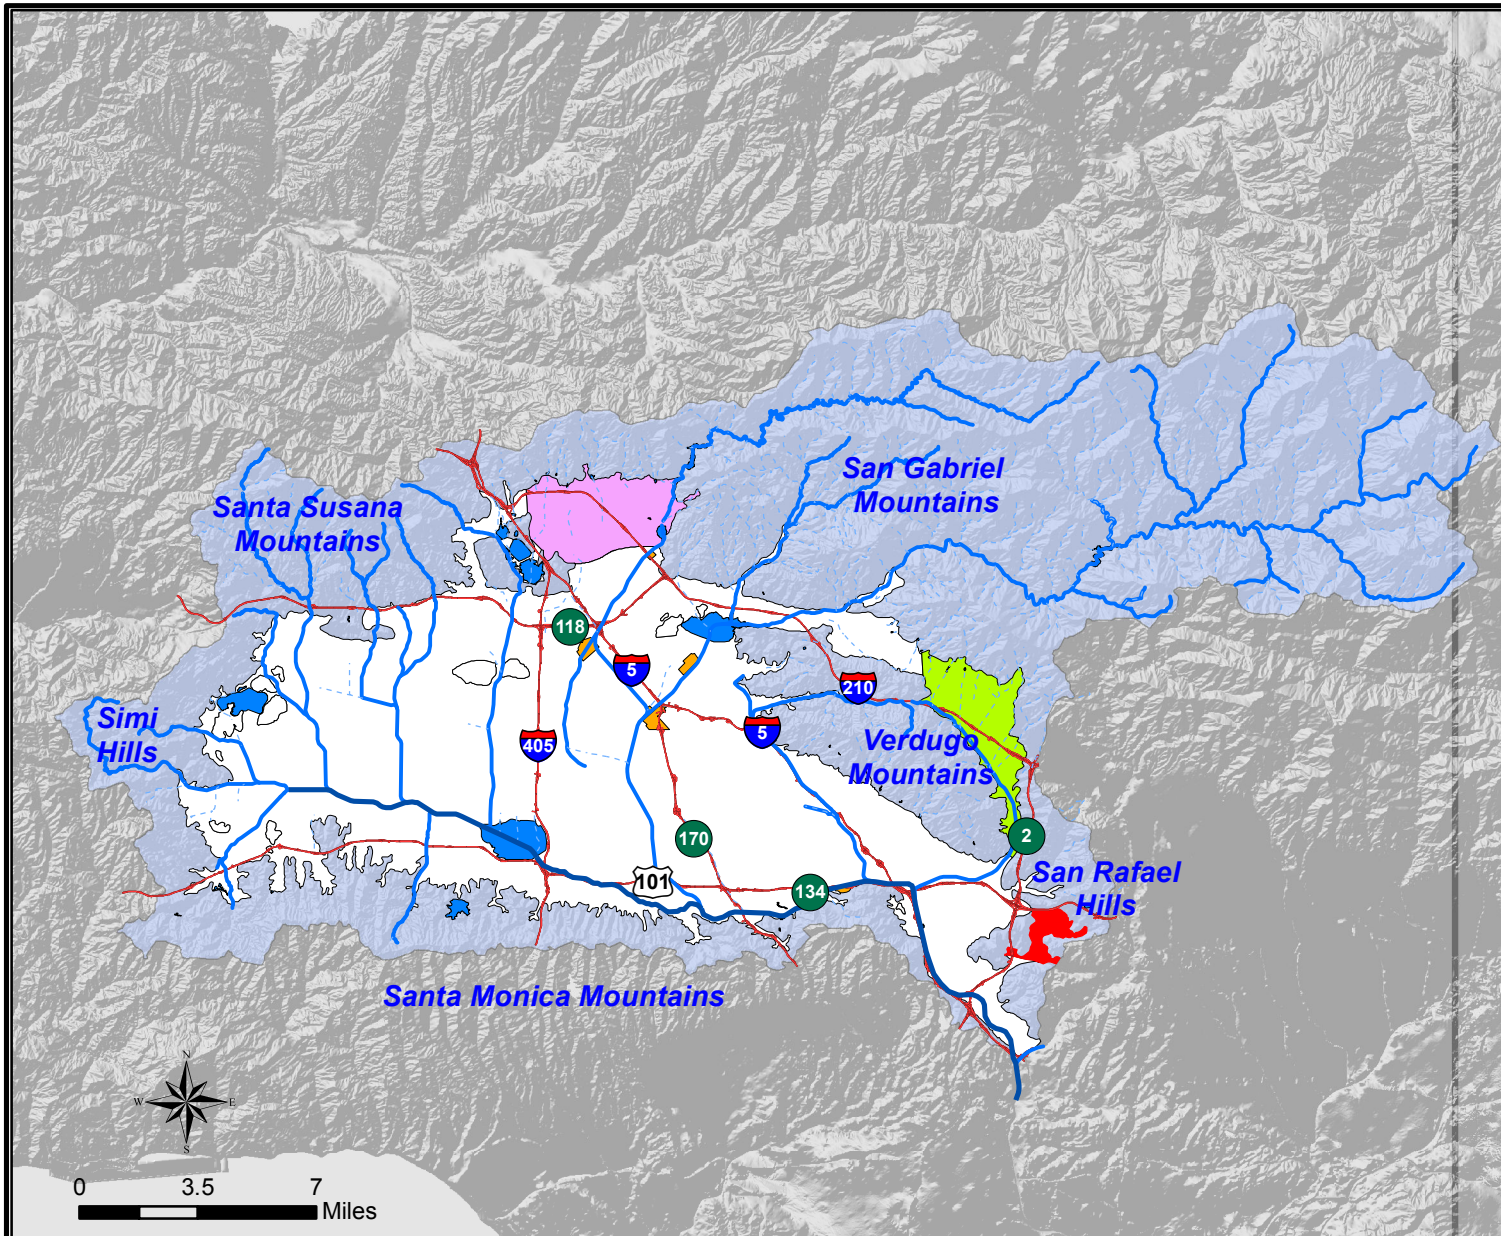 San Gabriel
Mountains
Santa Susana
Mountains
118
5
210
Simi
Hills
405
5
Verdugo
Mountains
170
2
101
134
San Rafael
Hills
Santa Monica Mountains
N
W
E
S
0 3.5 7
Miles